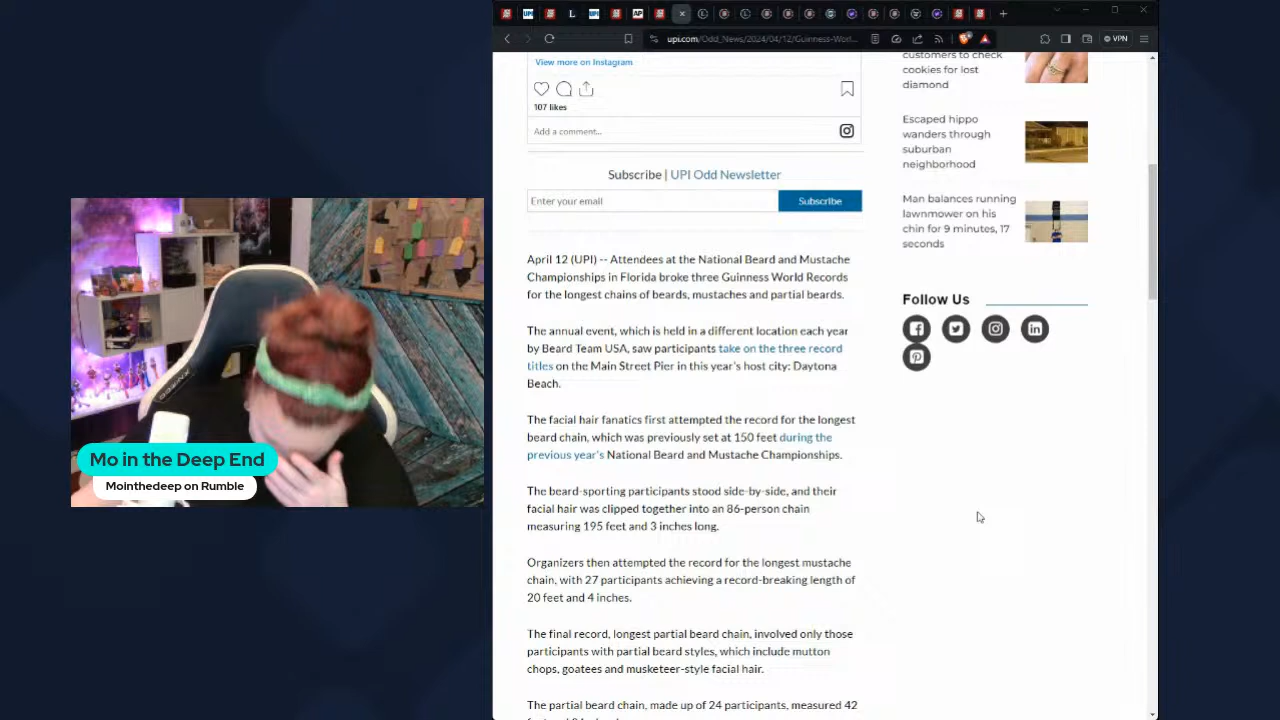 upi.com/Odd_News/2024/04/12/Guinness-Worl...
VPN
View more on Instagram
107 likes
Add a comment...
Subscribe | UPI Odd Newsletter
Enter your email
Subscribe
April 12 (UPI) -- Attendees at the National Beard and Mustache
Championships in Florida broke three Guinness World Records
for the longest chains of beards, mustaches and partial beards.
The annual event, which is held in a different location each year
by Beard Team USA, saw participants take on the three record
titles on the Main Street Pier in this year's host city: Daytona
Beach.
The facial hair fanatics first attempted the record for the longest
beard chain, which was previously set at 150 feet during the
previous year's National Beard and Mustache Championships.
The beard-sporting participants stood side-by-side, and their
facial hair was clipped together into an 86-person chain
measuring 195 feet and 3 inches long.
Organizers then attempted the record for the longest mustache
chain, with 27 participants achieving a record-breaking length of
20 feet and 4 inches.
The final record, longest partial beard chain, involved only those
participants with partial beard styles, which include mutton
chops, goatees and musketeer-style facial hair.
The partial beard chain, made up of 24 participants, measured 42
customers to check
cookies for lost
diamond
Escaped hippo
wanders through
suburban
neighborhood
Man balances running
lawnmower on his
chin for 9 minutes, 17
seconds
Follow Us
Mo in the Deep End
Mointhedeep on Rumble